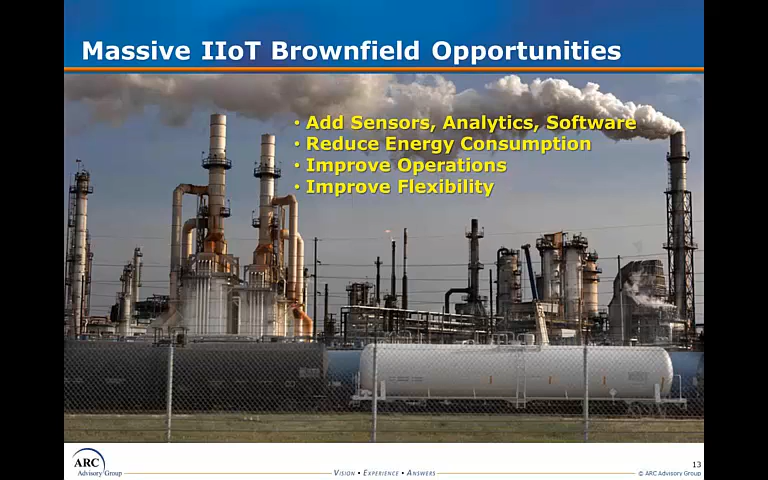 Massive IIoT Brownfield Opportunities
• Add Sensors, Analytics, Software
• Reduce Energy Consumption
• Improve Operations
• Improve Flexibility
ARC
Advisory Group
VISION • EXPERIENCE • ANSWERS
13
© ARC Advisory Group